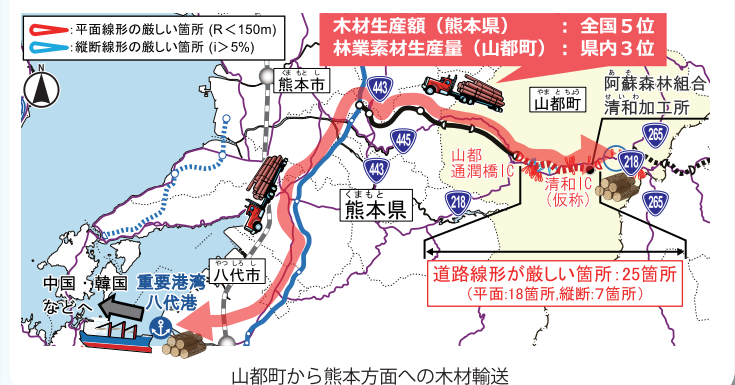 ：平面線形の厳しい箇所（R＜150m）
：縦断線形の厳しい箇所（i＞5%）
木材生産額（熊本県） ：全国５位
林業素材生産量（山都町）：県内３位
N
くまもとし
熊本市
443
やまとちょう
山都町
あそ
阿蘇森林組合
せいわ
清和加工所
445
265
山都
通潤橋IC
218
443
清和IC
（仮称）
くまもと
熊本県
218
265
やつしろし
八代市
道路線形が厳しい箇所：25箇所
（平面:18箇所,縦断:7箇所）
中国・韓国
などへ
重要港湾
八代港
山都町から熊本方面への木材輸送